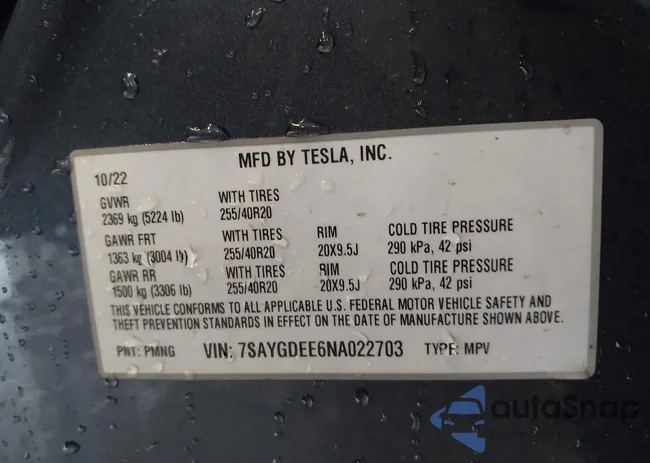 MFD BY TESLA, INC.
10/22
GVWR WITH TIRES
2369 kg (5224 lb) 255/40R20
GAWR FRT WITH TIRES RIM COLD TIRE PRESSURE
1363 kg (3004 lb) 255/40R20 20X9.5J 290 kPa, 42 psi
GAWR RR WITH TIRES RIM COLD TIRE PRESSURE
1500 kg (3306 lb) 255/40R20 20X9.5J 290 kPa, 42 psi
THIS VEHICLE CONFORMS TO ALL APPLICABLE U.S. FEDERAL MOTOR VEHICLE SAFETY AND
THEFT PREVENTION STANDARDS IN EFFECT ON THE DATE OF MANUFACTURE SHOWN ABOVE.
PNT: PMNG VIN: 7SAYGDEE6NA022703 TYPE: MPV
autoSnap